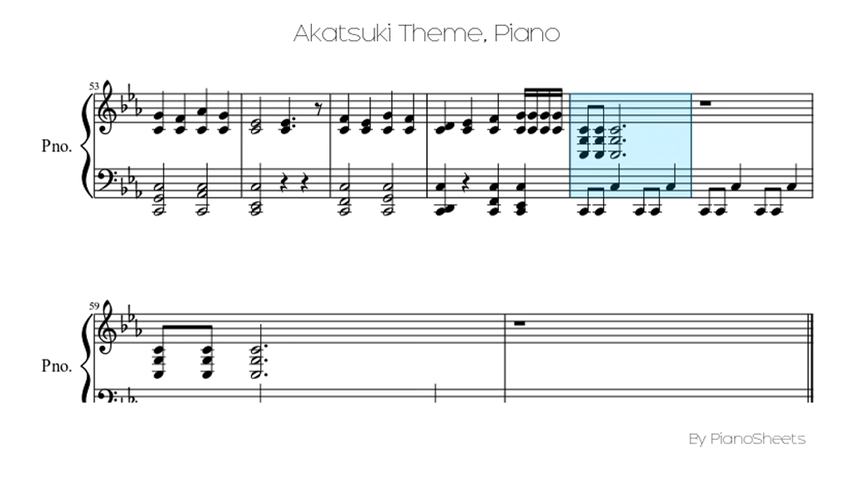 Akatsuki Theme, Piano
53
Pno.
59
Pno.
By PianoSheets